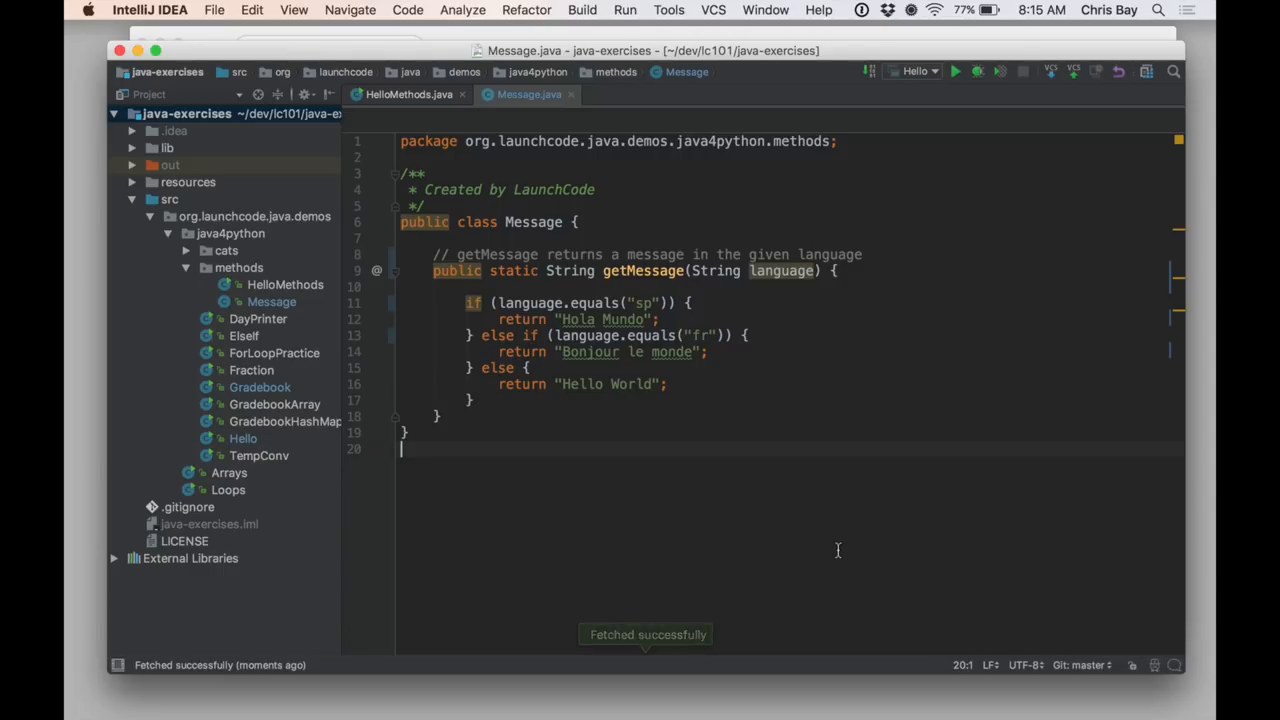 IntelliJ IDEA File Edit View Navigate Code Analyze Refactor Build Run Tools VCS Window Help 77% 8:15 AM Chris Bay
Message.java - java-exercises - [~/dev/lc101/java-exercises]
java-exercises src org launchcode java demos java4python methods Message Hello VCS VCS
Project HelloMethods.java Message.java
java-exercises ~/dev/lc101/java-ex
.idea
lib
out
resources
src
org.launchcode.java.demos
java4python
cats
methods
HelloMethods
Message
DayPrinter
ElseIf
ForLoopPractice
Fraction
Gradebook
GradebookArray
GradebookHashMap
Hello
TempConv
Arrays
Loops
.gitignore
java-exercises.iml
LICENSE
External Libraries
1 package org.launchcode.java.demos.java4python.methods;
2
3 /**
4 * Created by LaunchCode
5 */
6 public class Message {
7
8 // getMessage returns a message in the given language
9 @ public static String getMessage(String language) {
10
11 if (language.equals("sp")) {
12 return "Hola Mundo";
13 } else if (language.equals("fr")) {
14 return "Bonjour le monde";
15 } else {
16 return "Hello World";
17 }
18 }
19 }
20
Fetched successfully
Fetched successfully (moments ago) 20:1 LF UTF-8 Git: master